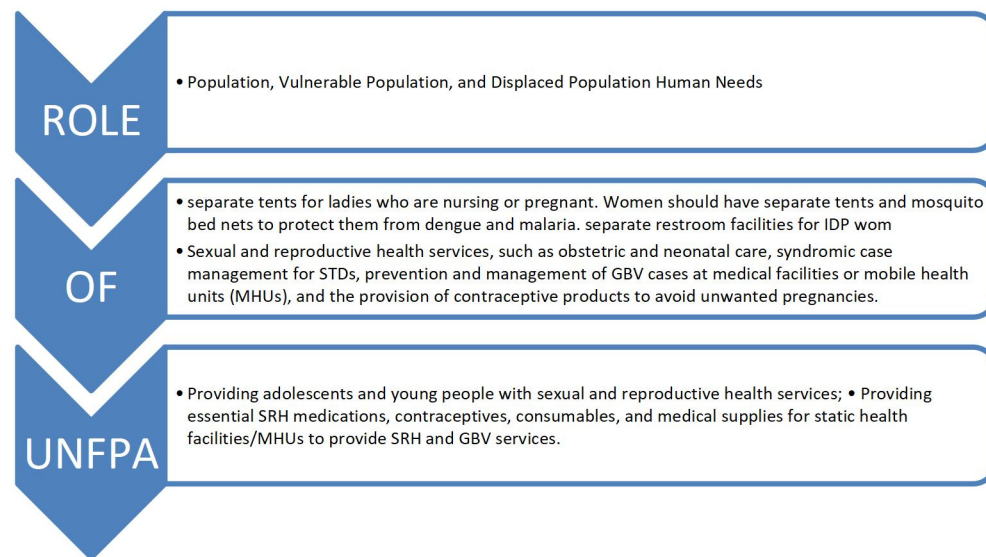 ROLE
• Population, Vulnerable Population, and Displaced Population Human Needs
OF
• separate tents for ladies who are nursing or pregnant. Women should have separate tents and mosquito
bed nets to protect them from dengue and malaria. separate restroom facilities for IDP wom
• Sexual and reproductive health services, such as obstetric and neonatal care, syndromic case
management for STDs, prevention and management of GBV cases at medical facilities or mobile health
units (MHUs), and the provision of contraceptive products to avoid unwanted pregnancies.
UNFPA
• Providing adolescents and young people with sexual and reproductive health services; • Providing
essential SRH medications, contraceptives, consumables, and medical supplies for static health
facilities/MHUs to provide SRH and GBV services.